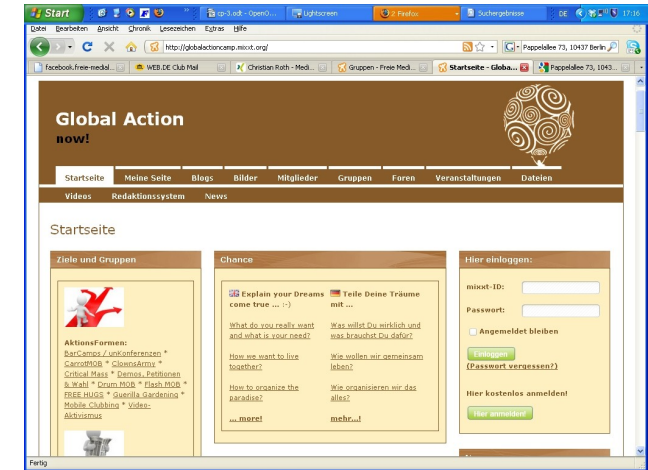 Start
cp-3.odt - OpenO...
Lightscreen
2 Firefox
Suchergebnisse
DE
17:16
Datei Bearbeiten Ansicht Chronik Lesezeichen Extras Hilfe
http://globalactioncamp.mixxt.org/
Pappelallee 73, 10437 Berlin
facebook.freie-medial...
WEB.DE Club Mail
Christian Roth - Medi...
Gruppen - Freie Medi...
Startseite - Globa...
Pappelallee 73, 1043...
Global Action
now!
Startseite Meine Seite Blogs Bilder Mitglieder Gruppen Foren Veranstaltungen Dateien
Videos Redaktionssystem News
Startseite
Ziele und Gruppen
AktionsFormen:
BarCamps / unKonferenzen *
CarrotMOB * ClownsArmy *
Critical Mass * Demos, Petitionen
& Wahl * Drum MOB * Flash MOB *
FREE HUGS * Guerilla Gardening *
Mobile Clubbing * Video-
Aktivismus
Chance
Explain your Dreams
come true ... :-)
What do you really want
and what is your need?
How we want to live
together?
How to organize the
paradise?
... more!
Teile Deine Träume
mit ...
Was willst Du wirklich und
was brauchst Du dafür?
Wie wollen wir gemeinsam
leben?
Wie organisieren wir das
alles?
mehr...!
Hier einloggen:
mixxt-ID:
Passwort:
Angemeldet bleiben
Einloggen
(Passwort vergessen?)
Hier kostenlos anmelden!
Hier anmelden!
Fertig